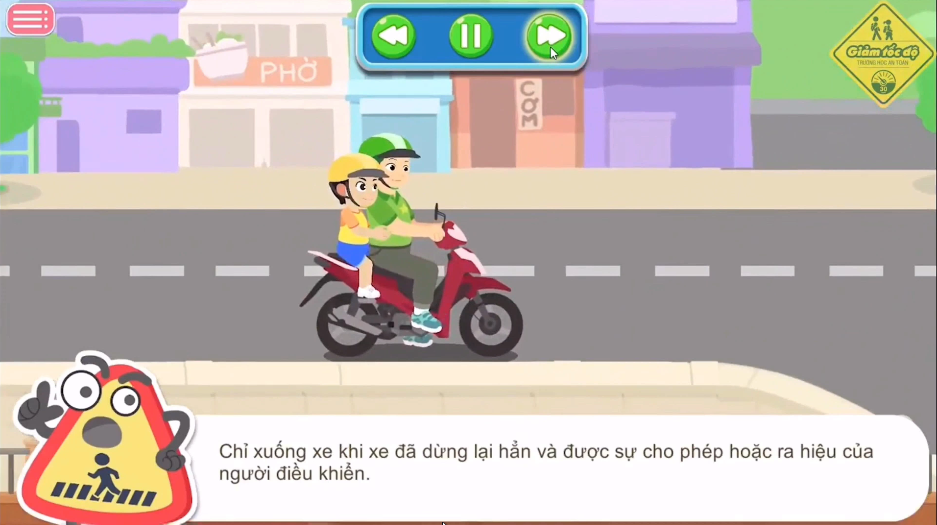 PHỞ
CƠM
Giảm tốc độ
TRƯỜNG HỌC AN TOÀN
30
Chỉ xuống xe khi xe đã dừng lại hẳn và được sự cho phép hoặc ra hiệu của
người điều khiển.